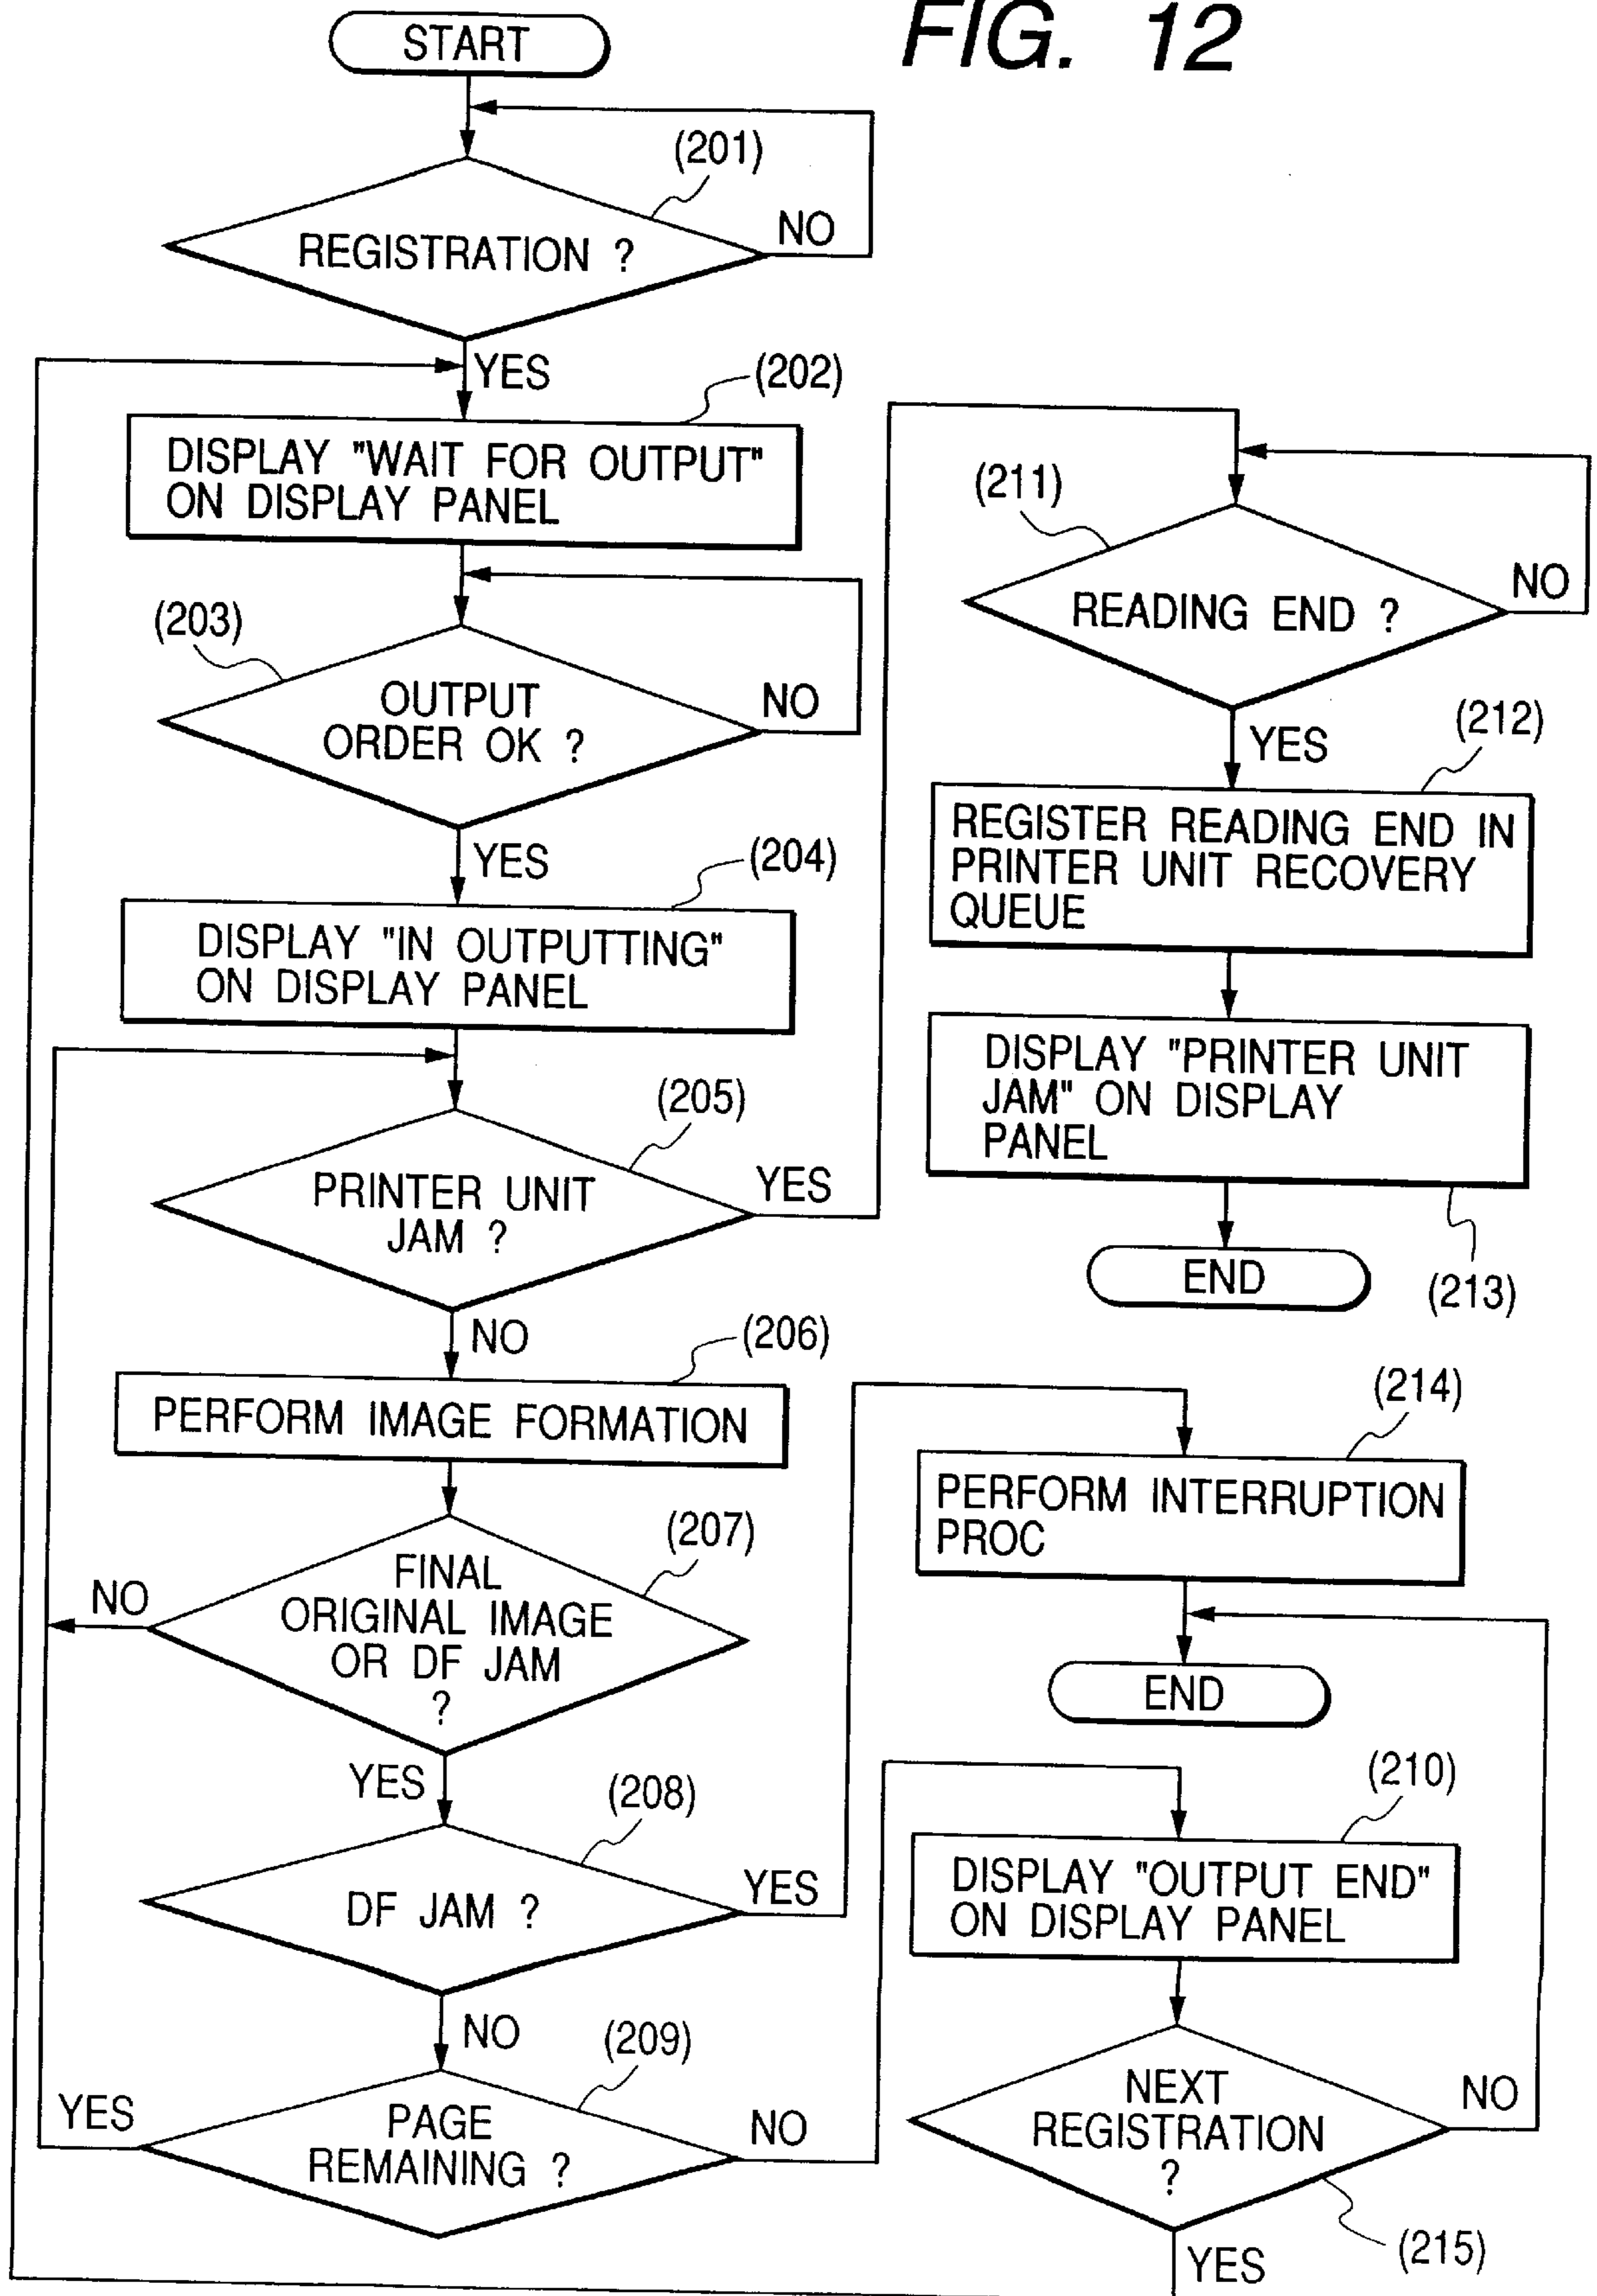 FIG. 12
START
(201)
REGISTRATION ?
NO
YES
(202)
DISPLAY "WAIT FOR OUTPUT"
ON DISPLAY PANEL
(203)
OUTPUT
ORDER OK ?
NO
YES
(204)
DISPLAY "IN OUTPUTTING"
ON DISPLAY PANEL
(205)
PRINTER UNIT
JAM ?
YES
NO
(206)
PERFORM IMAGE FORMATION
(207)
FINAL
ORIGINAL IMAGE
OR DF JAM
?
NO
YES
(208)
DF JAM ?
YES
NO
(209)
PAGE
REMAINING ?
YES
NO
(211)
READING END ?
NO
YES
(212)
REGISTER READING END IN
PRINTER UNIT RECOVERY
QUEUE
DISPLAY "PRINTER UNIT
JAM" ON DISPLAY
PANEL
(213)
END
(214)
PERFORM INTERRUPTION
PROC
END
(210)
DISPLAY "OUTPUT END"
ON DISPLAY PANEL
NEXT
REGISTRATION
?
NO
(215)
YES